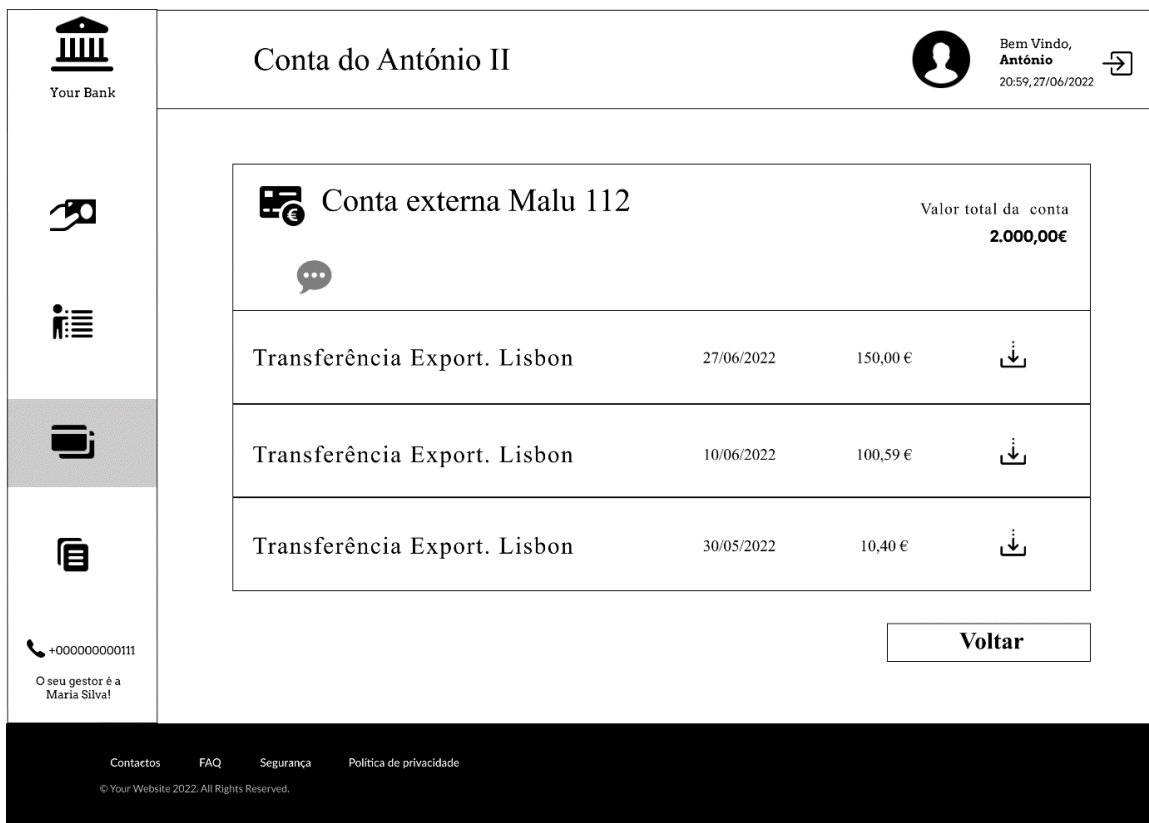 Your Bank
Conta do António II
Bem Vindo,
António
20:59,27/06/2022
Conta externa Malu 112
Valor total da conta
2.000,00€
Transferência Export. Lisbon 27/06/2022 150,00 €
Transferência Export. Lisbon 10/06/2022 100,59 €
Transferência Export. Lisbon 30/05/2022 10,40 €
Voltar
+000000000111
O seu gestor é a
Maria Silva!
Contactos FAQ Segurança Política de privacidade
© Your Website 2022. All Rights Reserved.